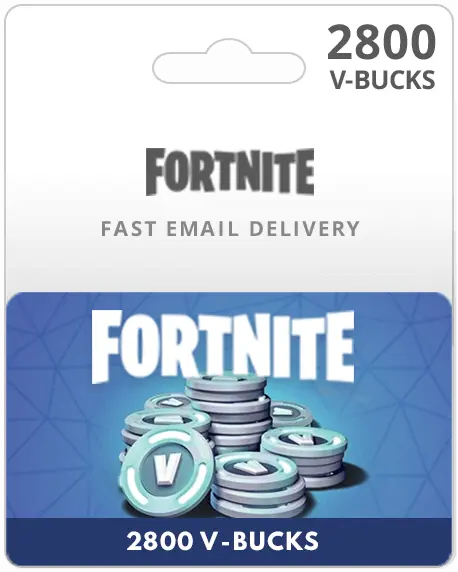 2800
V-BUCKS
FORTNITE
FAST EMAIL DELIVERY
FORTNITE
V
2800 V-BUCKS